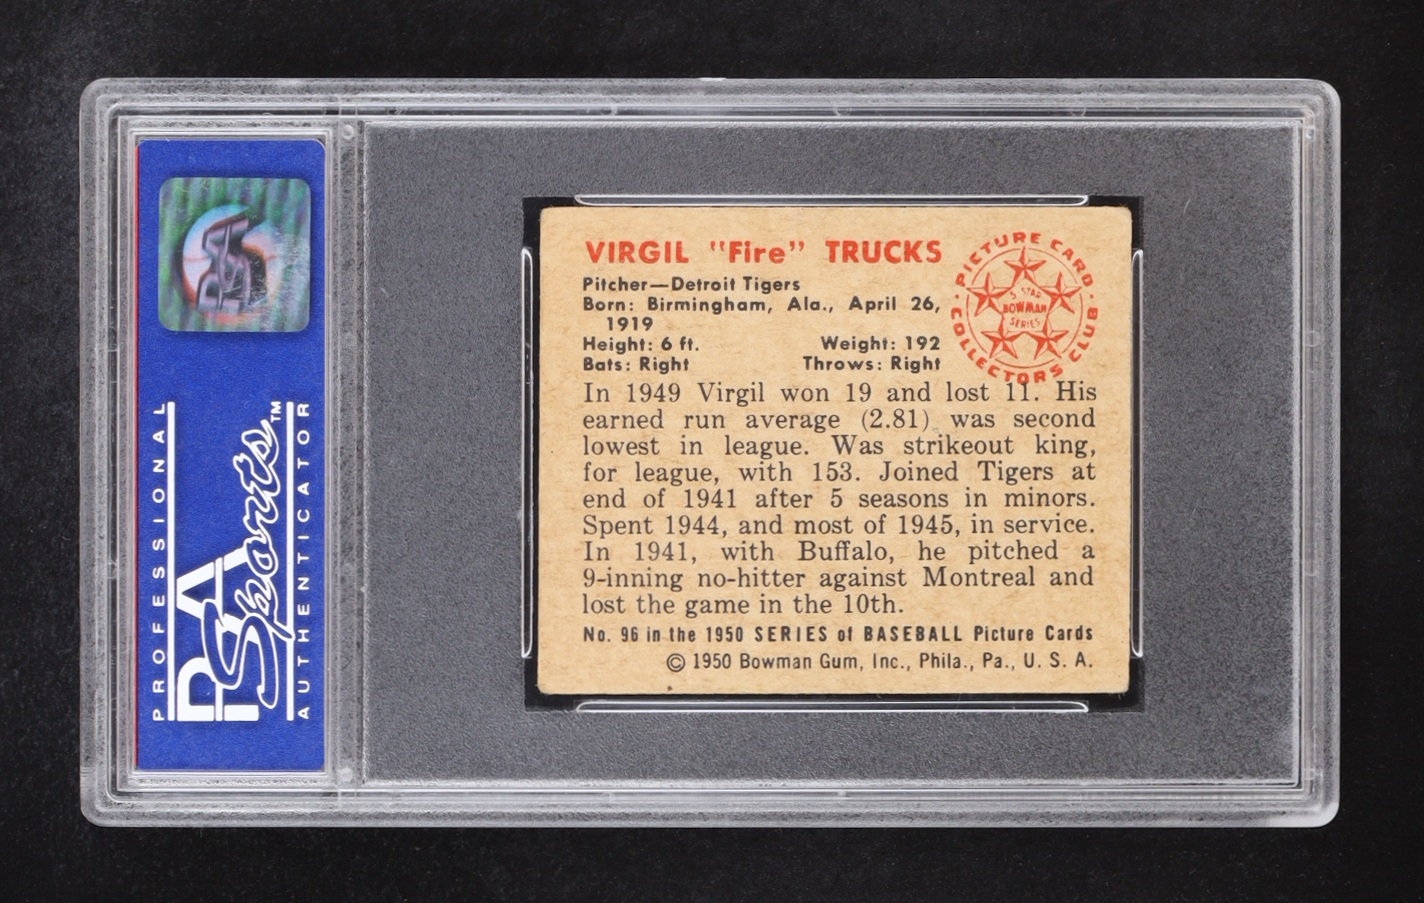 PROFESSIONAL
PSA
Sports™
AUTHENTICATOR
PSA
VIRGIL "Fire" TRUCKS
Pitcher—Detroit Tigers
Born: Birmingham, Ala., April 26,
1919
Height: 6 ft. Weight: 192
Bats: Right Throws: Right
· PICTURE CARD ·
COLLECTOR'S CLUB
5-STAR
BOWMAN
SERIES
In 1949 Virgil won 19 and lost 11. His
earned run average (2.81) was second
lowest in league. Was strikeout king,
for league, with 153. Joined Tigers at
end of 1941 after 5 seasons in minors.
Spent 1944, and most of 1945, in service.
In 1941, with Buffalo, he pitched a
9-inning no-hitter against Montreal and
lost the game in the 10th.
No. 96 in the 1950 SERIES of BASEBALL Picture Cards
© 1950 Bowman Gum, Inc., Phila., Pa., U. S. A.